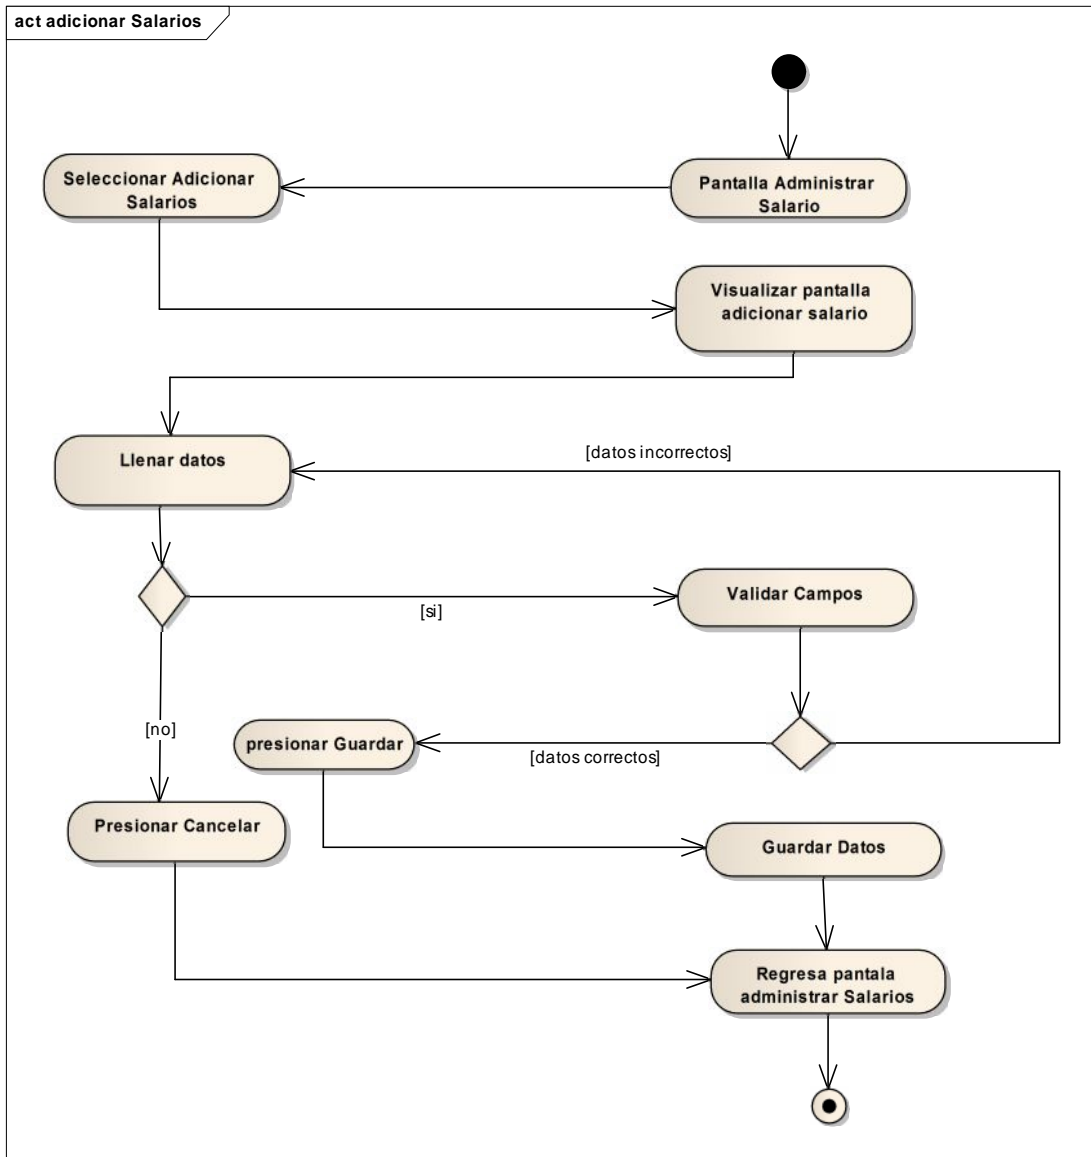 act adicionar Salarios
Seleccionar Adicionar
Salarios
Pantalla Administrar
Salario
Visualizar pantalla
adicionar salario
Llenar datos
[datos incorrectos]
Validar Campos
[si]
[no]
presionar Guardar
[datos correctos]
Presionar Cancelar
Guardar Datos
Regresa pantala
administrar Salarios